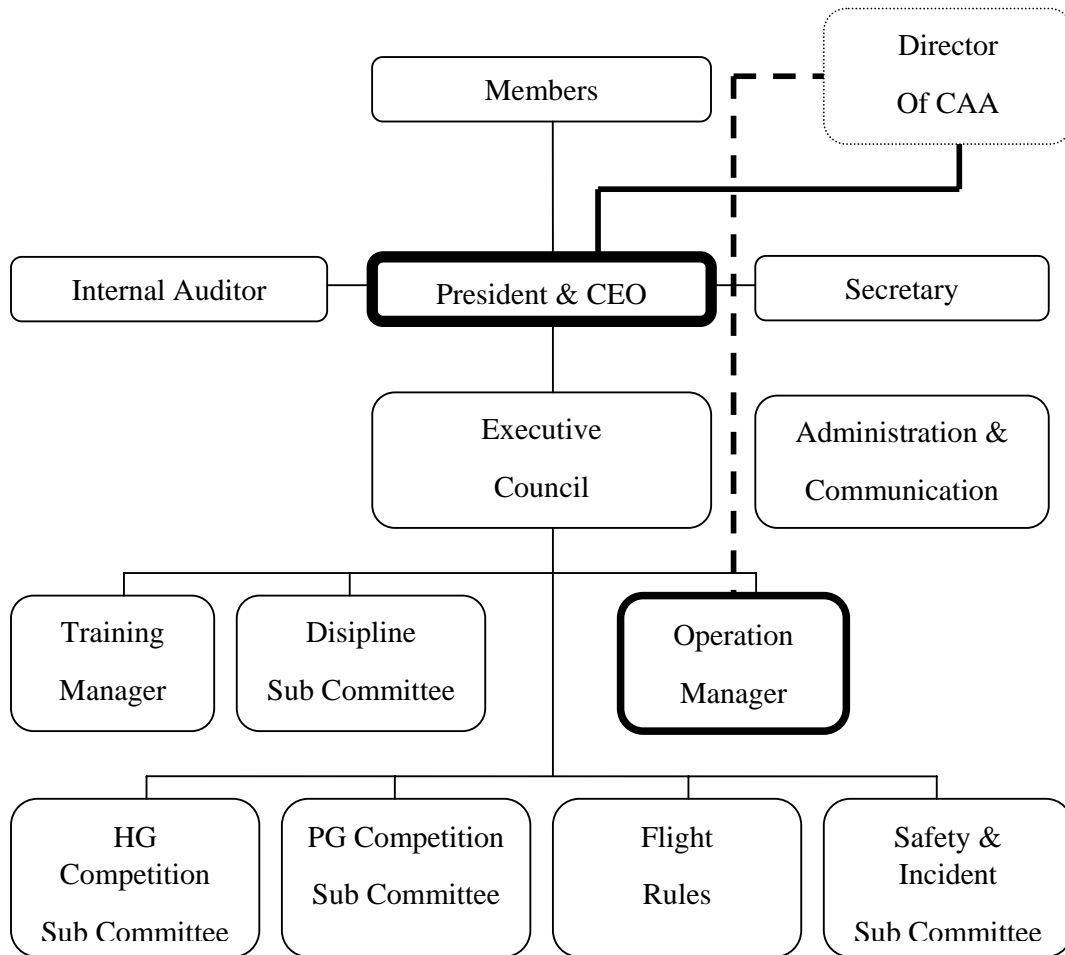 Director
Of CAA
Members
Internal Auditor
President & CEO
Secretary
Executive
Council
Administration &
Communication
Training
Manager
Disipline
Sub Committee
Operation
Manager
HG
Competition
Sub Committee
PG Competition
Sub Committee
Flight
Rules
Safety &
Incident
Sub Committee